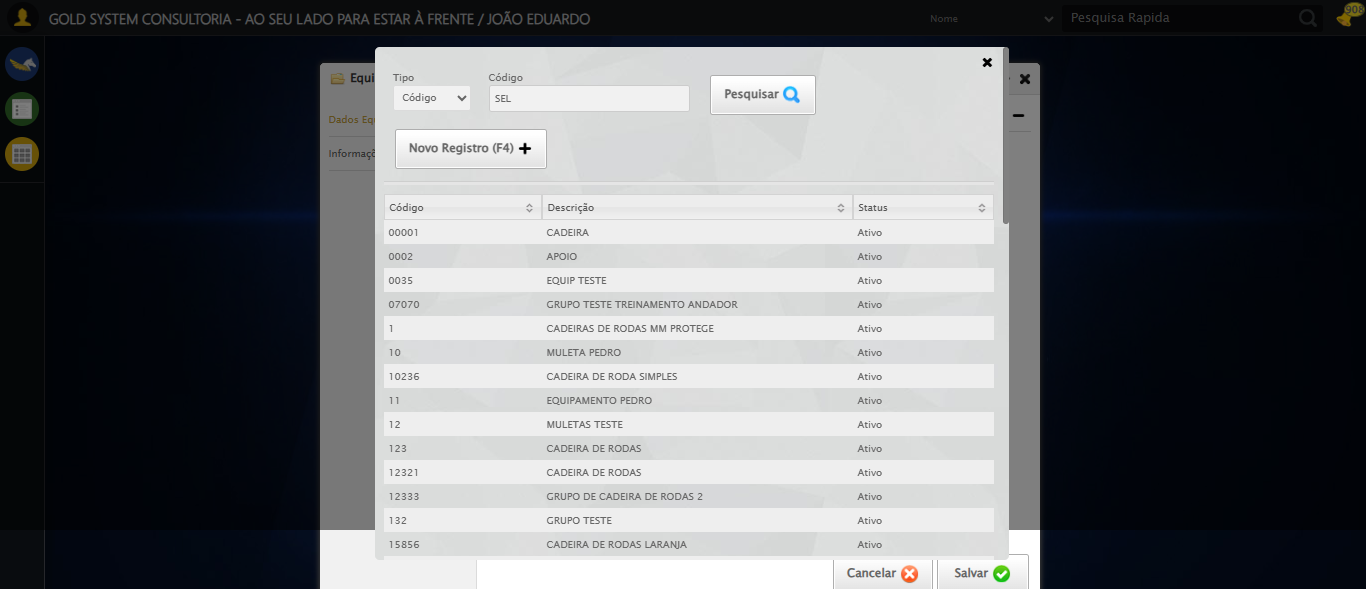 GOLD SYSTEM CONSULTORIA - AO SEU LADO PARA ESTAR À FRENTE / JOÃO EDUARDO
Nome
Pesquisa Rapida
908
Tipo
Código
Código
SEL
Pesquisar
Novo Registro (F4)
Dados
Código Descrição Status
00001 CADEIRA Ativo
0002 APOIO Ativo
0035 EQUIP TESTE Ativo
07070 GRUPO TESTE TREINAMENTO ANDADOR Ativo
1 CADEIRAS DE RODAS MM PROTEGE Ativo
10 MULETA PEDRO Ativo
10236 CADEIRA DE RODA SIMPLES Ativo
11 EQUIPAMENTO PEDRO Ativo
12 MULETAS TESTE Ativo
123 CADEIRA DE RODAS Ativo
12321 CADEIRA DE RODAS Ativo
12333 GRUPO DE CADEIRA DE RODAS 2 Ativo
132 GRUPO TESTE Ativo
15856 CADEIRA DE RODAS LARANJA Ativo
Cancelar
Salvar